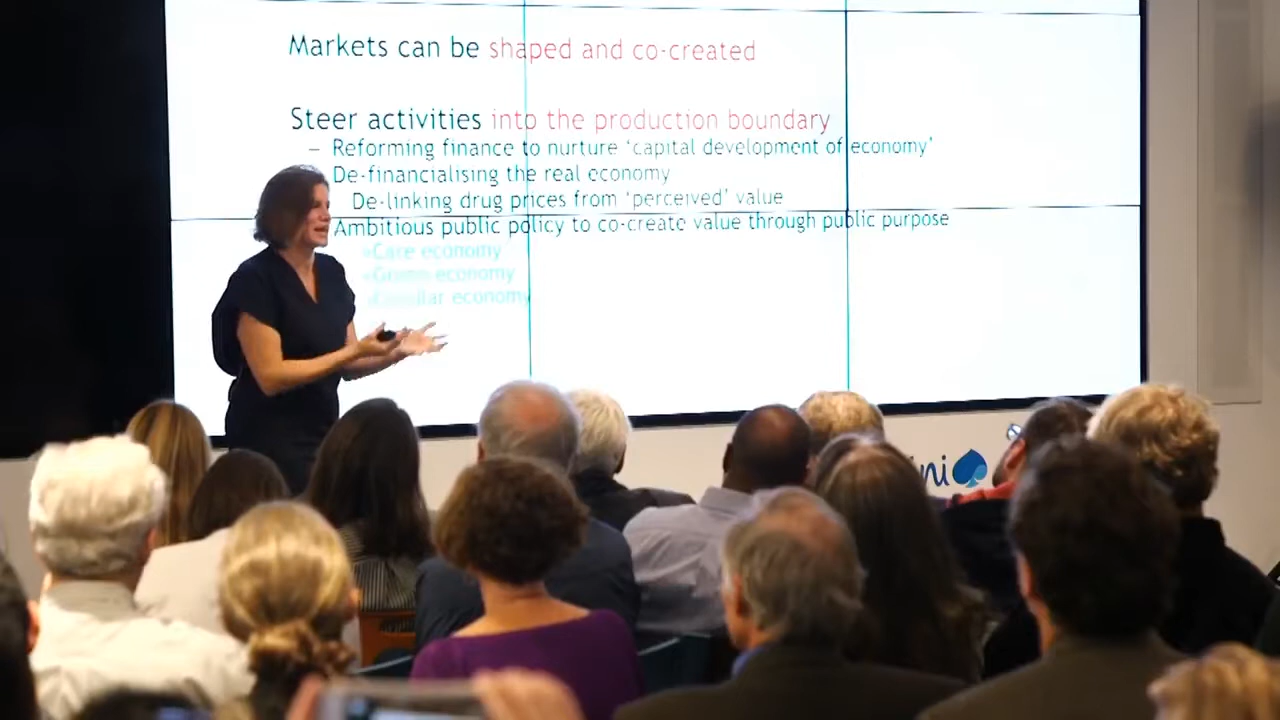 Markets can be shaped and co-created
Steer activities into the production boundary
– Reforming finance to nurture ‘capital development of economy’
De-financialising the real economy
De-linking drug prices from ‘perceived’ value
Ambitious public policy to co-create value through public purpose
Care economy
Green economy
economy
ini